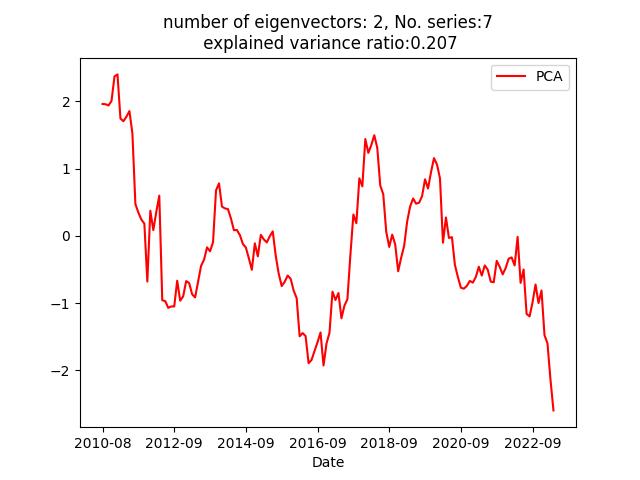 number of eigenvectors: 2, No. series:7
explained variance ratio:0.207
PCA
2
1
0
−1
−2
2010-08 2012-09 2014-09 2016-09 2018-09 2020-09 2022-09
Date